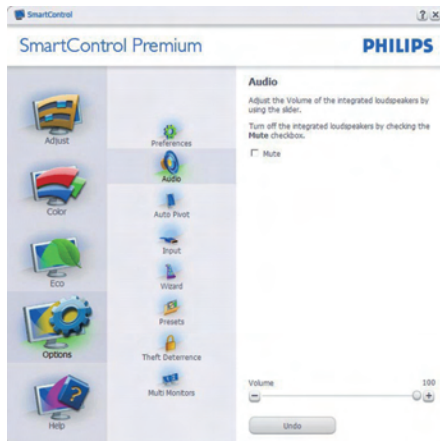 SmartControl
SmartControl Premium
PHILIPS
Adjust
Color
Eco
Options
Help
Preferences
Audio
Auto Pivot
Input
Wizard
Presets
Theft Deterrence
Multi Monitors
Audio
Adjust the Volume of the integrated loudspeakers by
using the slider.
Turn off the integrated loudspeakers by checking the
Mute checkbox.
Mute
Volume 100
Undo